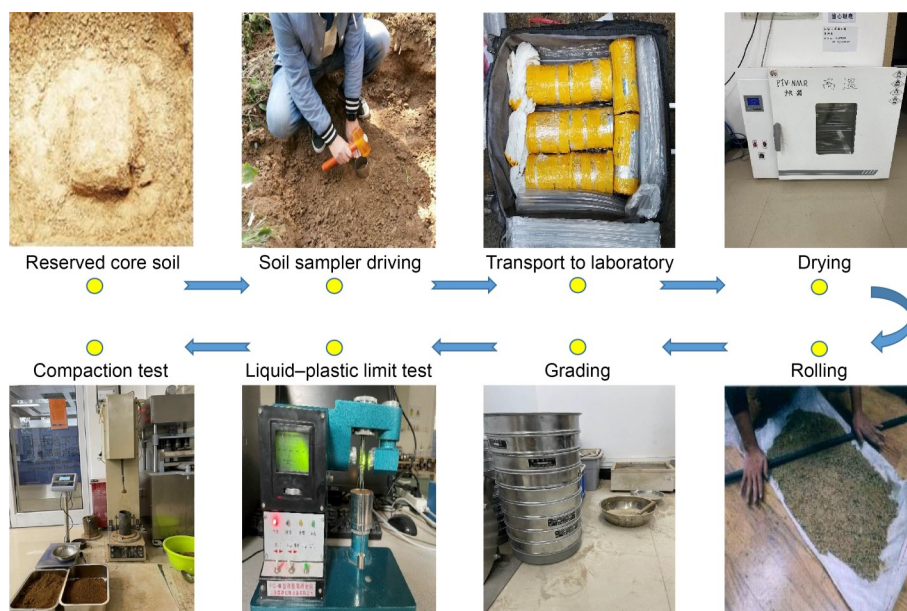 Reserved core soil
Soil sampler driving
Transport to laboratory
Drying
Compaction test
Liquid–plastic limit test
Grading
Rolling